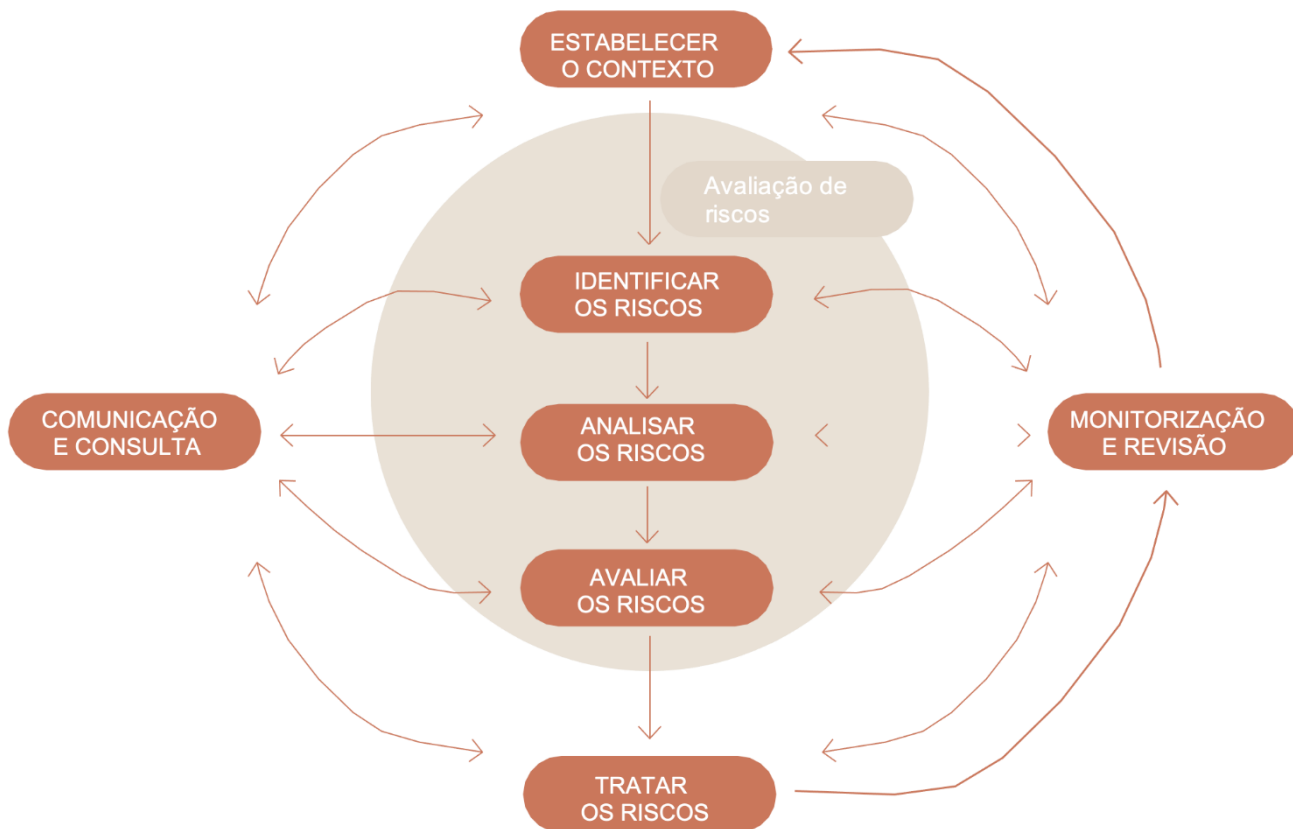 ESTABELECER
O CONTEXTO
Avaliação de
riscos
IDENTIFICAR
OS RISCOS
COMUNICAÇÃO
E CONSULTA
ANALISAR
OS RISCOS
MONITORIZAÇÃO
E REVISÃO
AVALIAR
OS RISCOS
TRATAR
OS RISCOS